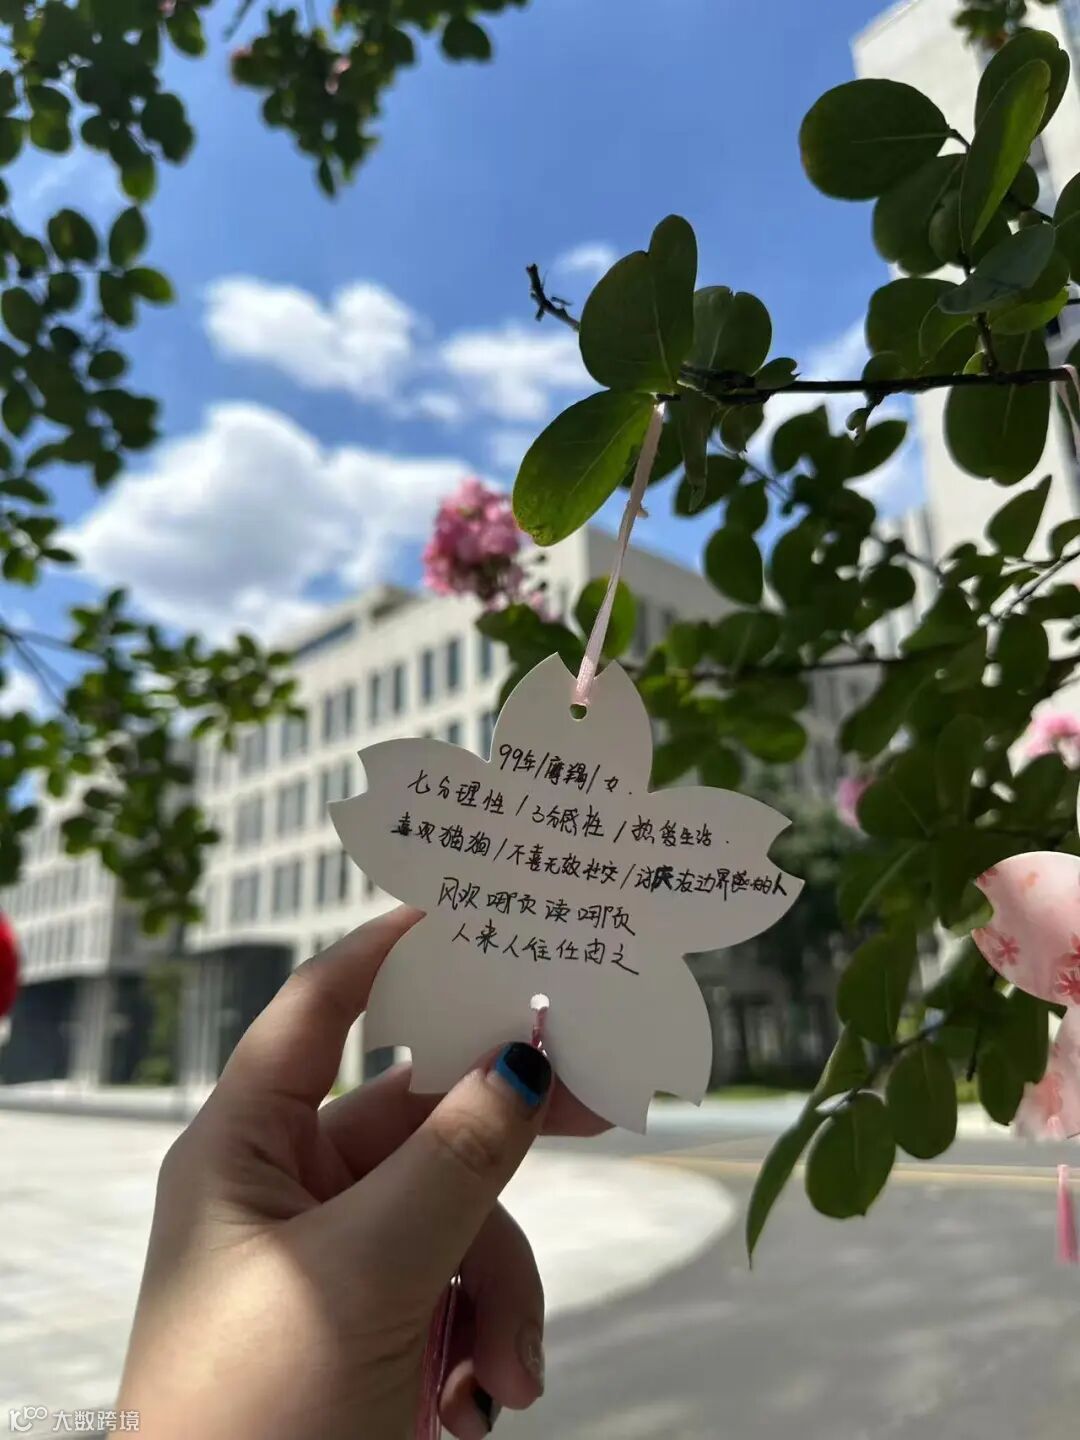 99年/摩羯/女.
七分理性/3分感性/热爱生活.
喜欢猫狗/不喜无效社交/讨厌没边界感的人
风吹哪页读哪页
人来人往任由之
大数跨境